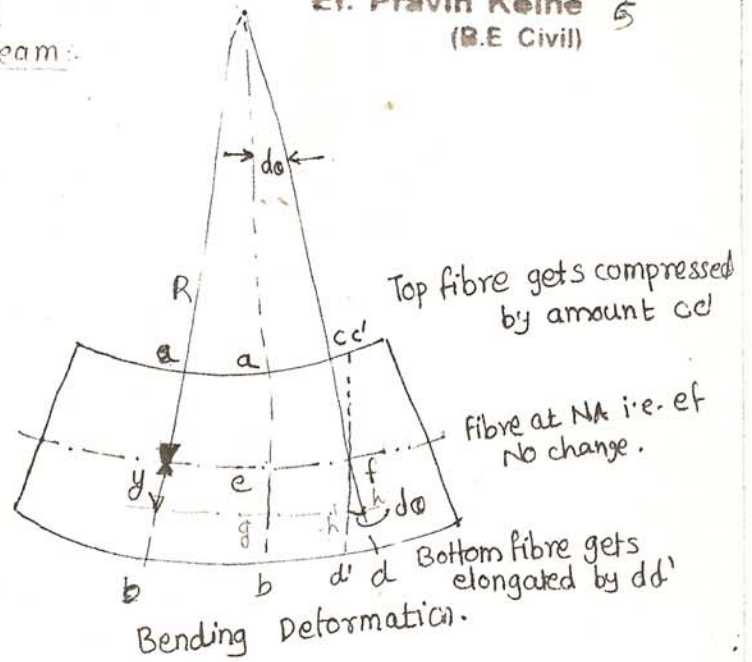 Er. Pravin Kolhe 5
(B.E Civil)
eam:-
dθ
R
Top fibre gets compressed
by amount cc'
cc'
a a
fibre at NA i.e. ef
No change.
y e f
g h' h dθ
b b d' d
Bottom fibre gets
elongated by dd'
Bending Deformation.